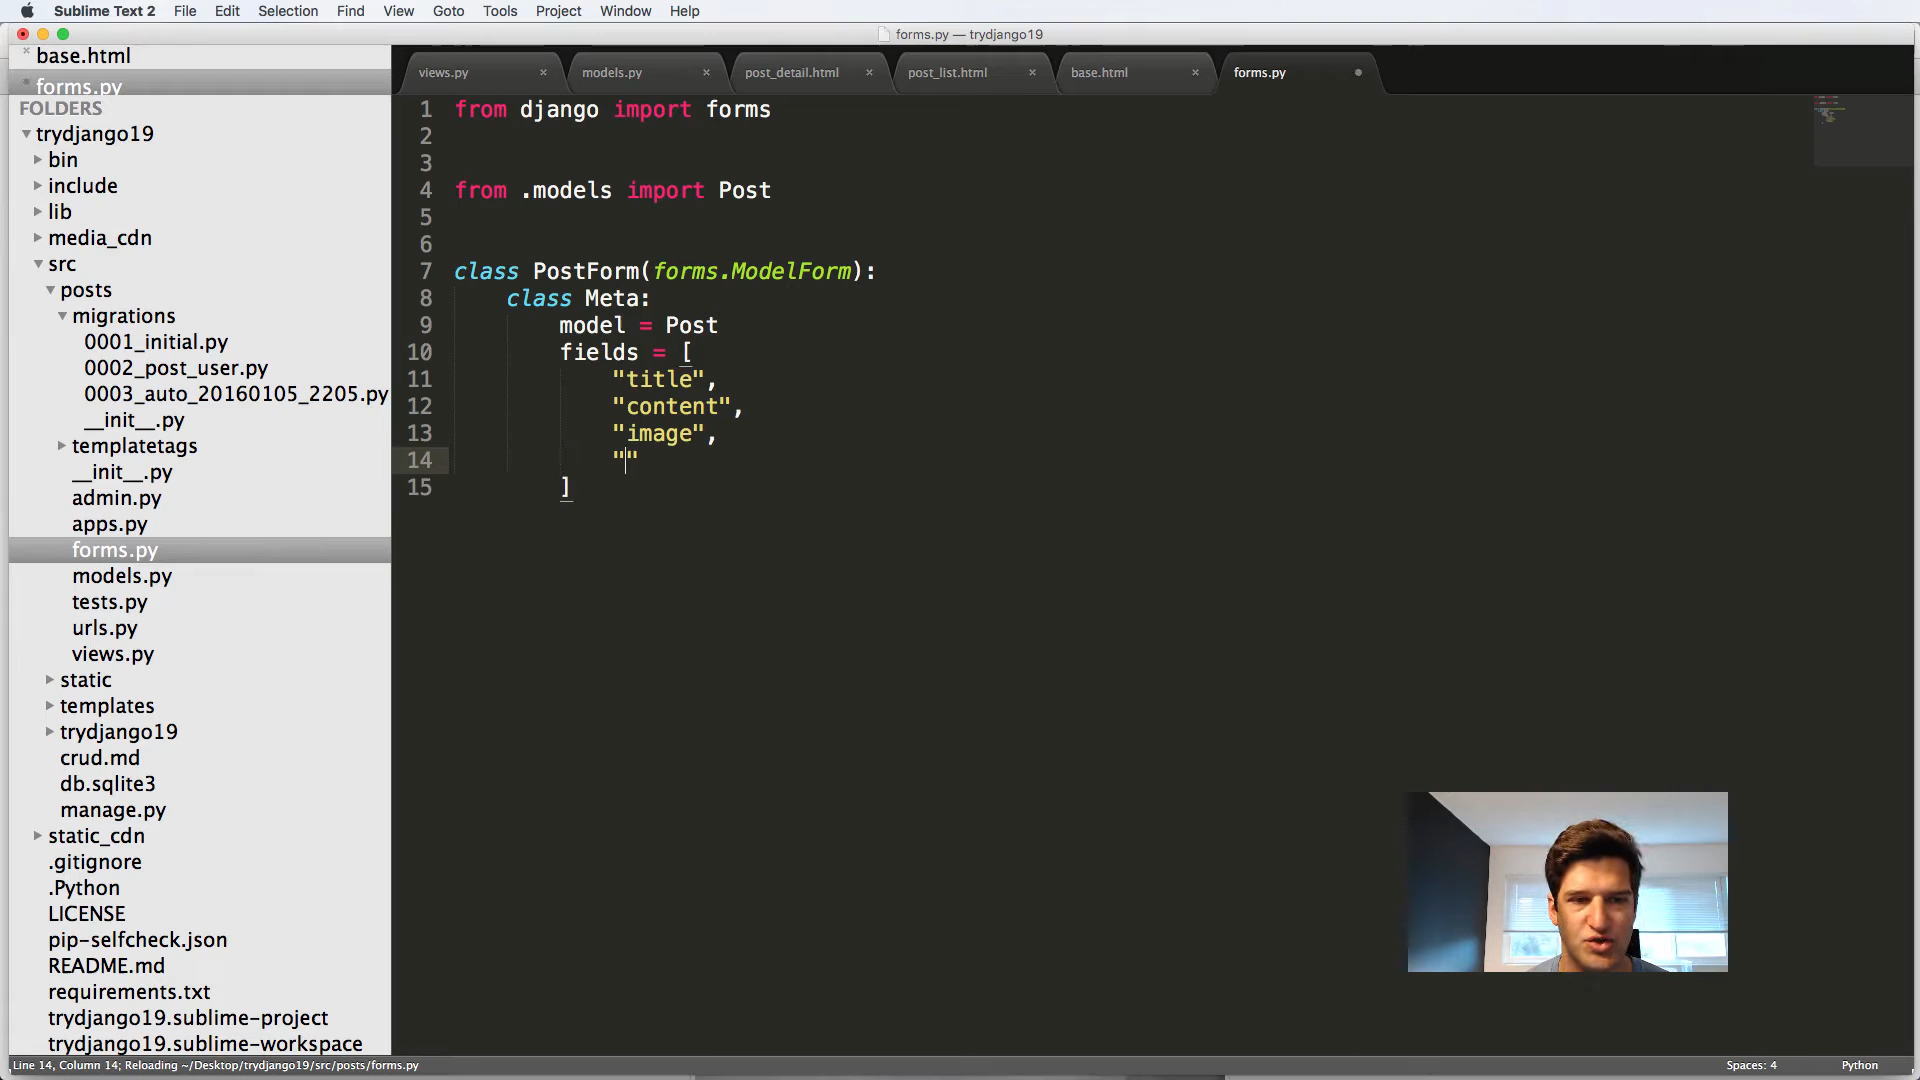 Sublime Text 2 File Edit Selection Find View Goto Tools Project Window Help
forms.py — trydjango19
base.html
forms.py
FOLDERS
trydjango19
bin
include
lib
media_cdn
src
posts
migrations
0001_initial.py
0002_post_user.py
0003_auto_20160105_2205.py
__init__.py
templatetags
__init__.py
admin.py
apps.py
forms.py
models.py
tests.py
urls.py
views.py
static
templates
trydjango19
crud.md
db.sqlite3
manage.py
static_cdn
.gitignore
.Python
LICENSE
pip-selfcheck.json
README.md
requirements.txt
trydjango19.sublime-project
trydjango19.sublime-workspace
views.py models.py post_detail.html post_list.html base.html forms.py
1 from django import forms
2
3
4 from .models import Post
5
6
7 class PostForm(forms.ModelForm):
8 class Meta:
9 model = Post
10 fields = [
11 "title",
12 "content",
13 "image",
14 ""
15 ]
Line 14, Column 14; Reloading ~/Desktop/trydjango19/src/posts/forms.py
Spaces: 4 Python